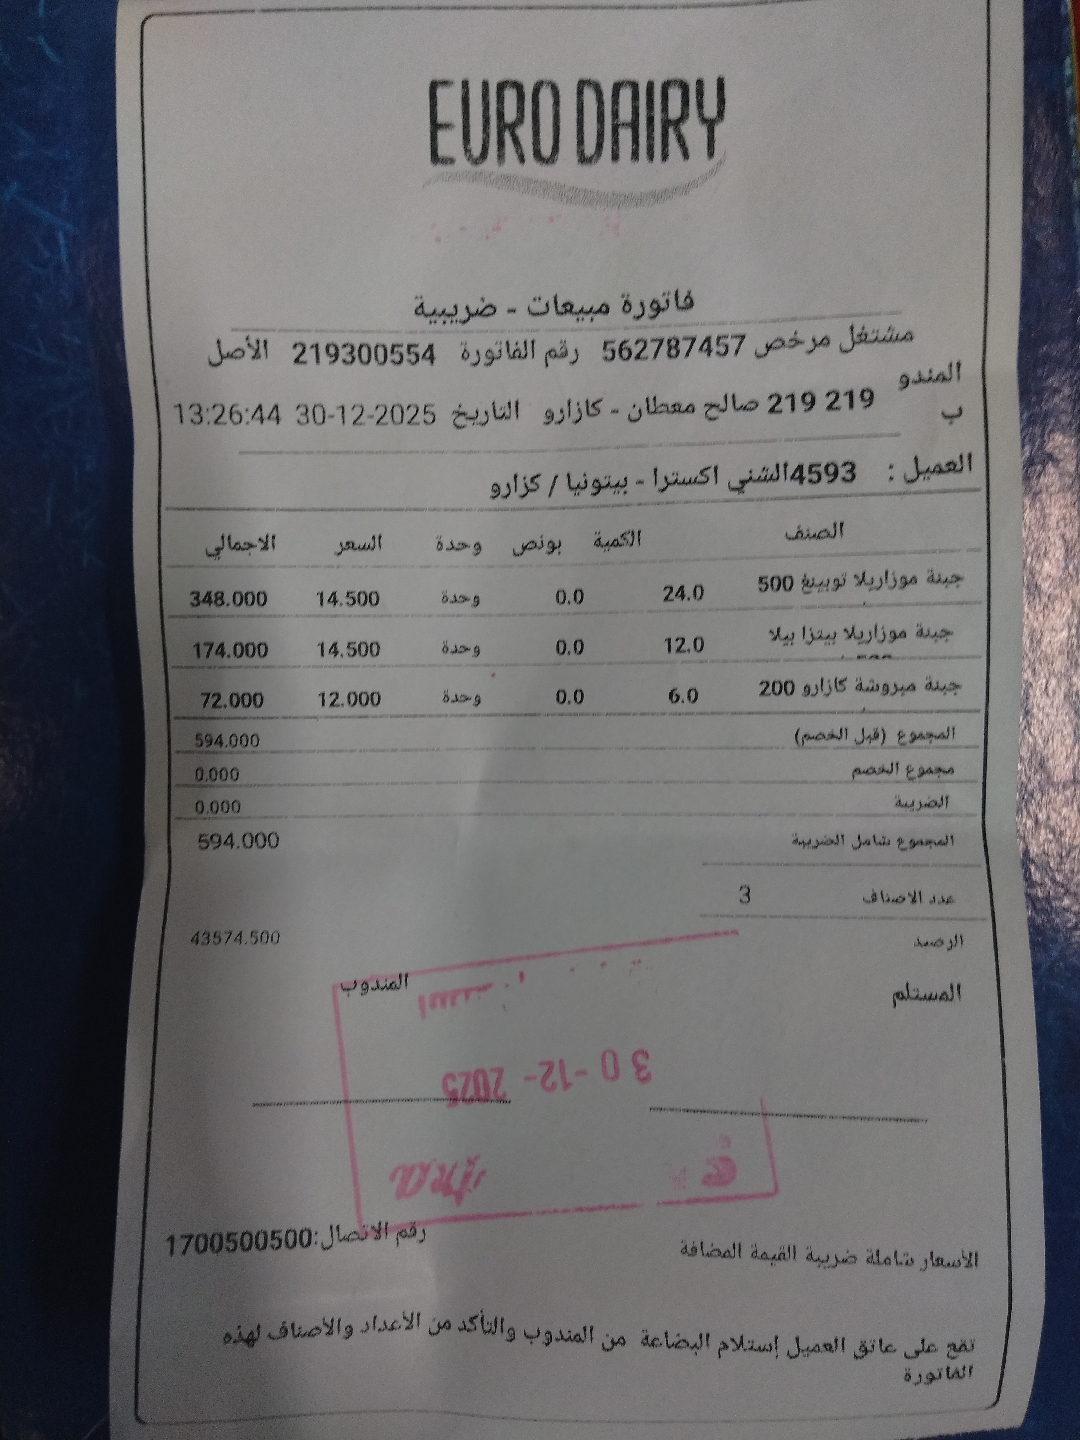 EURO DAIRY
فاتورة مبيعات - ضريبية
مشتغل مرخص 562787457 رقم الفاتورة 219300554 الأصل
المندوب 219 219 صالح معطان - كازارو التاريخ 30-12-2025 13:26:44
العميل : 4593الشني اكسترا - بيتونيا / كزارو
الصنف الكمية بونص وحدة السعر الاجمالي
جبنة موزاريلا توبينغ 500 24.0 0.0 وحدة 14.500 348.000
جبنة موزاريلا بيتزا بيلا 12.0 0.0 وحدة 14.500 174.000
جبنة مبروشة كازارو 200 6.0 0.0 وحدة 12.000 72.000
المجموع (قبل الخصم) 594.000
مجموع الخصم 0.000
الضريبة 0.000
المجموع شامل الضريبة 594.000
عدد الاصناف 3
الرصيد 43574.500
المستلم المندوب
30-12-2025
رقم الاتصال:1700500500
الأسعار شاملة ضريبة القيمة المضافة
تقع على عاتق العميل إستلام البضاعة من المندوب والتأكد من الأعداد والأصناف لهذه
الفاتورة